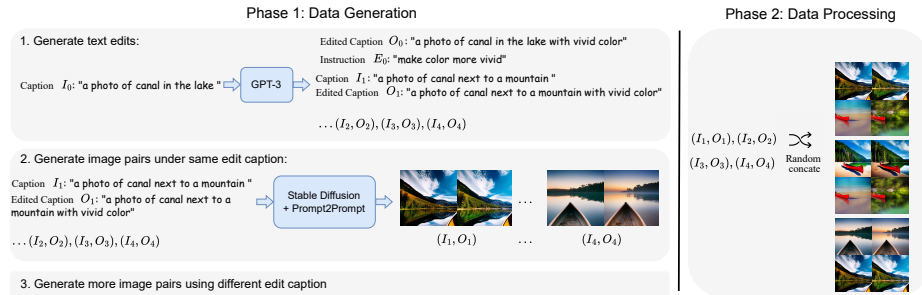 Phase 1: Data Generation
1. Generate text edits:
Caption I₀: "a photo of canal in the lake "
GPT-3
Edited Caption O₀: "a photo of canal in the lake with vivid color"
Instruction E₀: "make color more vivid"
Caption I₁: "a photo of canal next to a mountain "
Edited Caption O₁: "a photo of canal next to a mountain with vivid color"
...(I₂, O₂), (I₃, O₃), (I₄, O₄)
2. Generate image pairs under same edit caption:
Caption I₁: "a photo of canal next to a mountain "
Edited Caption O₁: "a photo of canal next to a
mountain with vivid color"
...(I₂, O₂), (I₃, O₃), (I₄, O₄)
Stable Diffusion
+ Prompt2Prompt
...
(I₁, O₁) ... (I₄, O₄)
3. Generate more image pairs using different edit caption
Phase 2: Data Processing
(I₁, O₁), (I₂, O₂)
(I₃, O₃), (I₄, O₄)
Random
concate